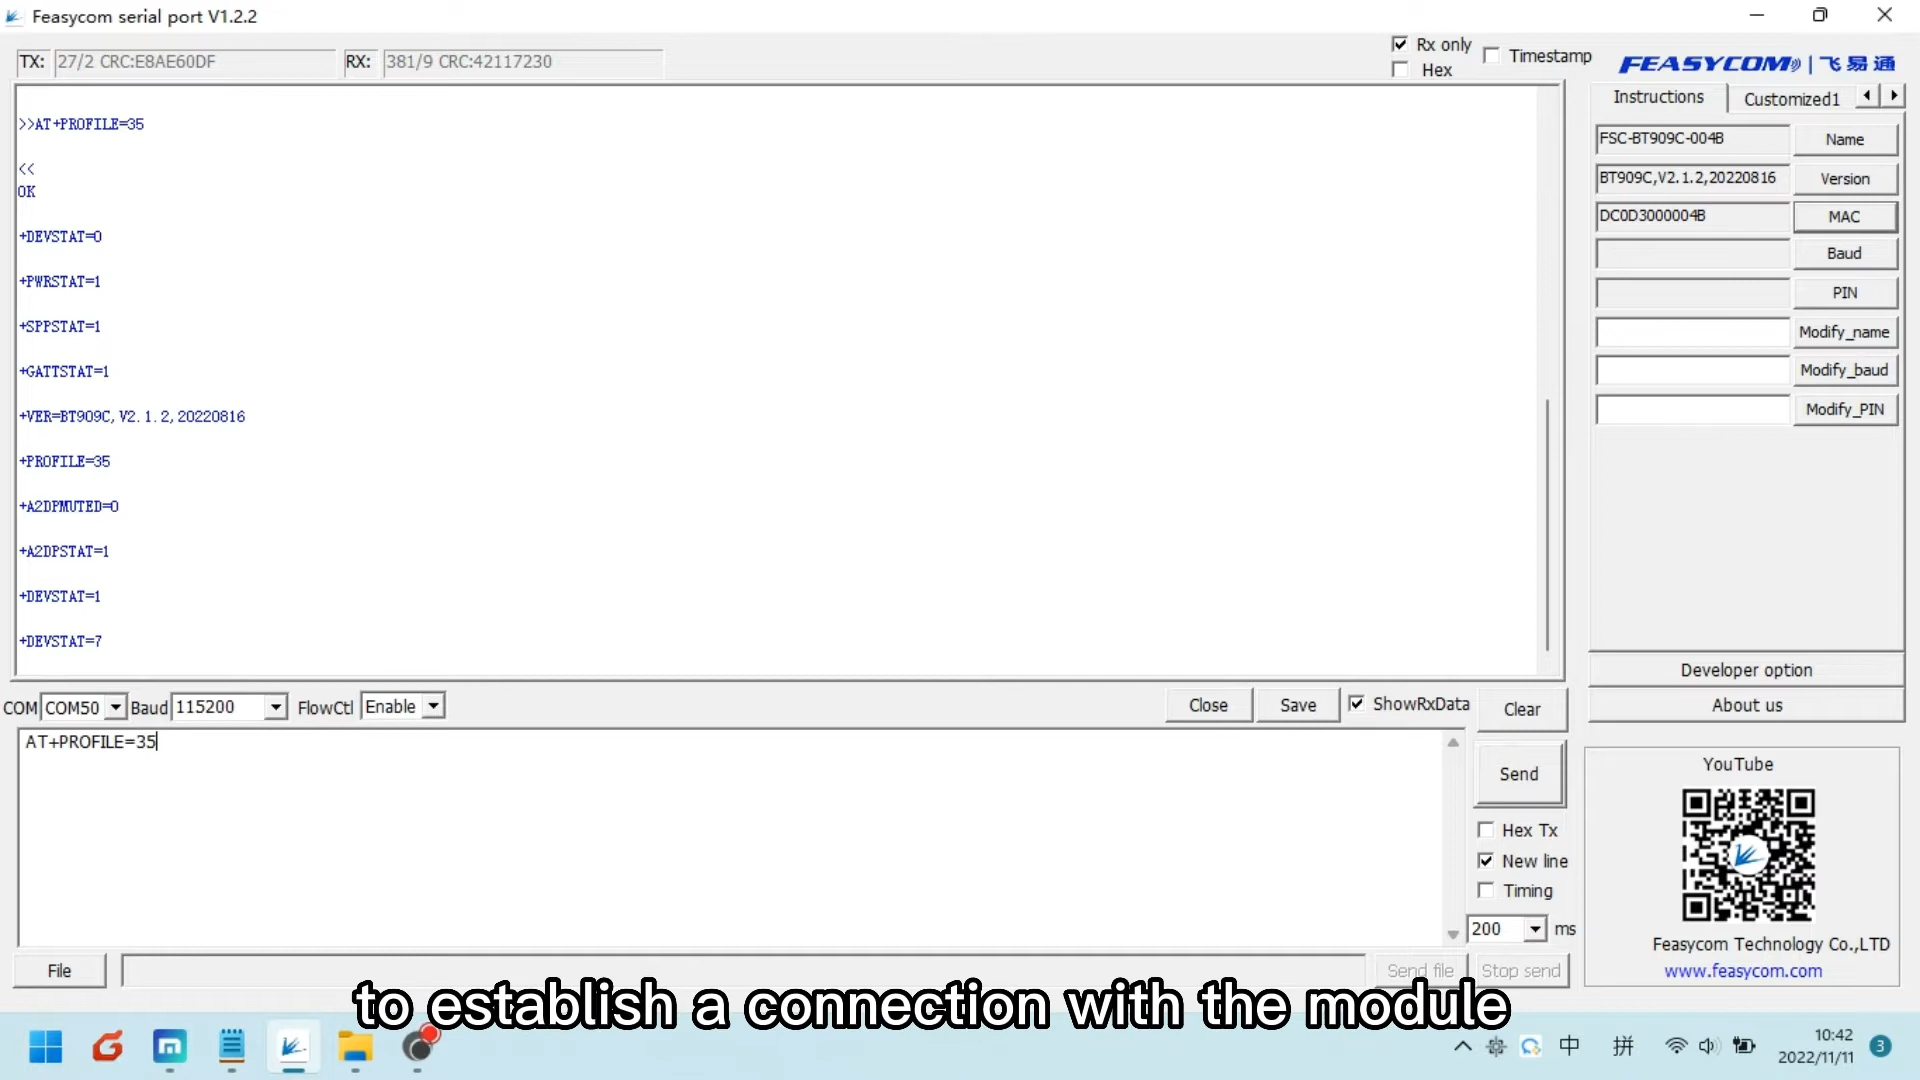 Feasycom serial port V1.2.2
TX: 27/2 CRC:E8AE60DF RX: 381/9 CRC:42117230
Rx only
Hex
Timestamp
FEASYCOM | 飞易通
Instructions
Customized1
>>AT+PROFILE=35
<<
OK
+DEVSTAT=0
+PWRSTAT=1
+SPPSTAT=1
+GATTSTAT=1
+VER=BT909C,V2.1.2,20220816
+PROFILE=35
+A2DPMUTED=0
+A2DPSTAT=1
+DEVSTAT=1
+DEVSTAT=7
FSC-BT909C-004B Name
BT909C,V2.1.2,20220816 Version
DC0D3000004B MAC
Baud
PIN
Modify_name
Modify_baud
Modify_PIN
Developer option
About us
COM COM50 Baud 115200 FlowCtl Enable Close Save ShowRxData Clear
AT+PROFILE=35
Send
Hex Tx
New line
Timing
200 ms
File
Send file
Stop send
YouTube
Feasycom Technology Co.,LTD
www.feasycom.com
to establish a connection with the module
中
拼
10:42
2022/11/11
3